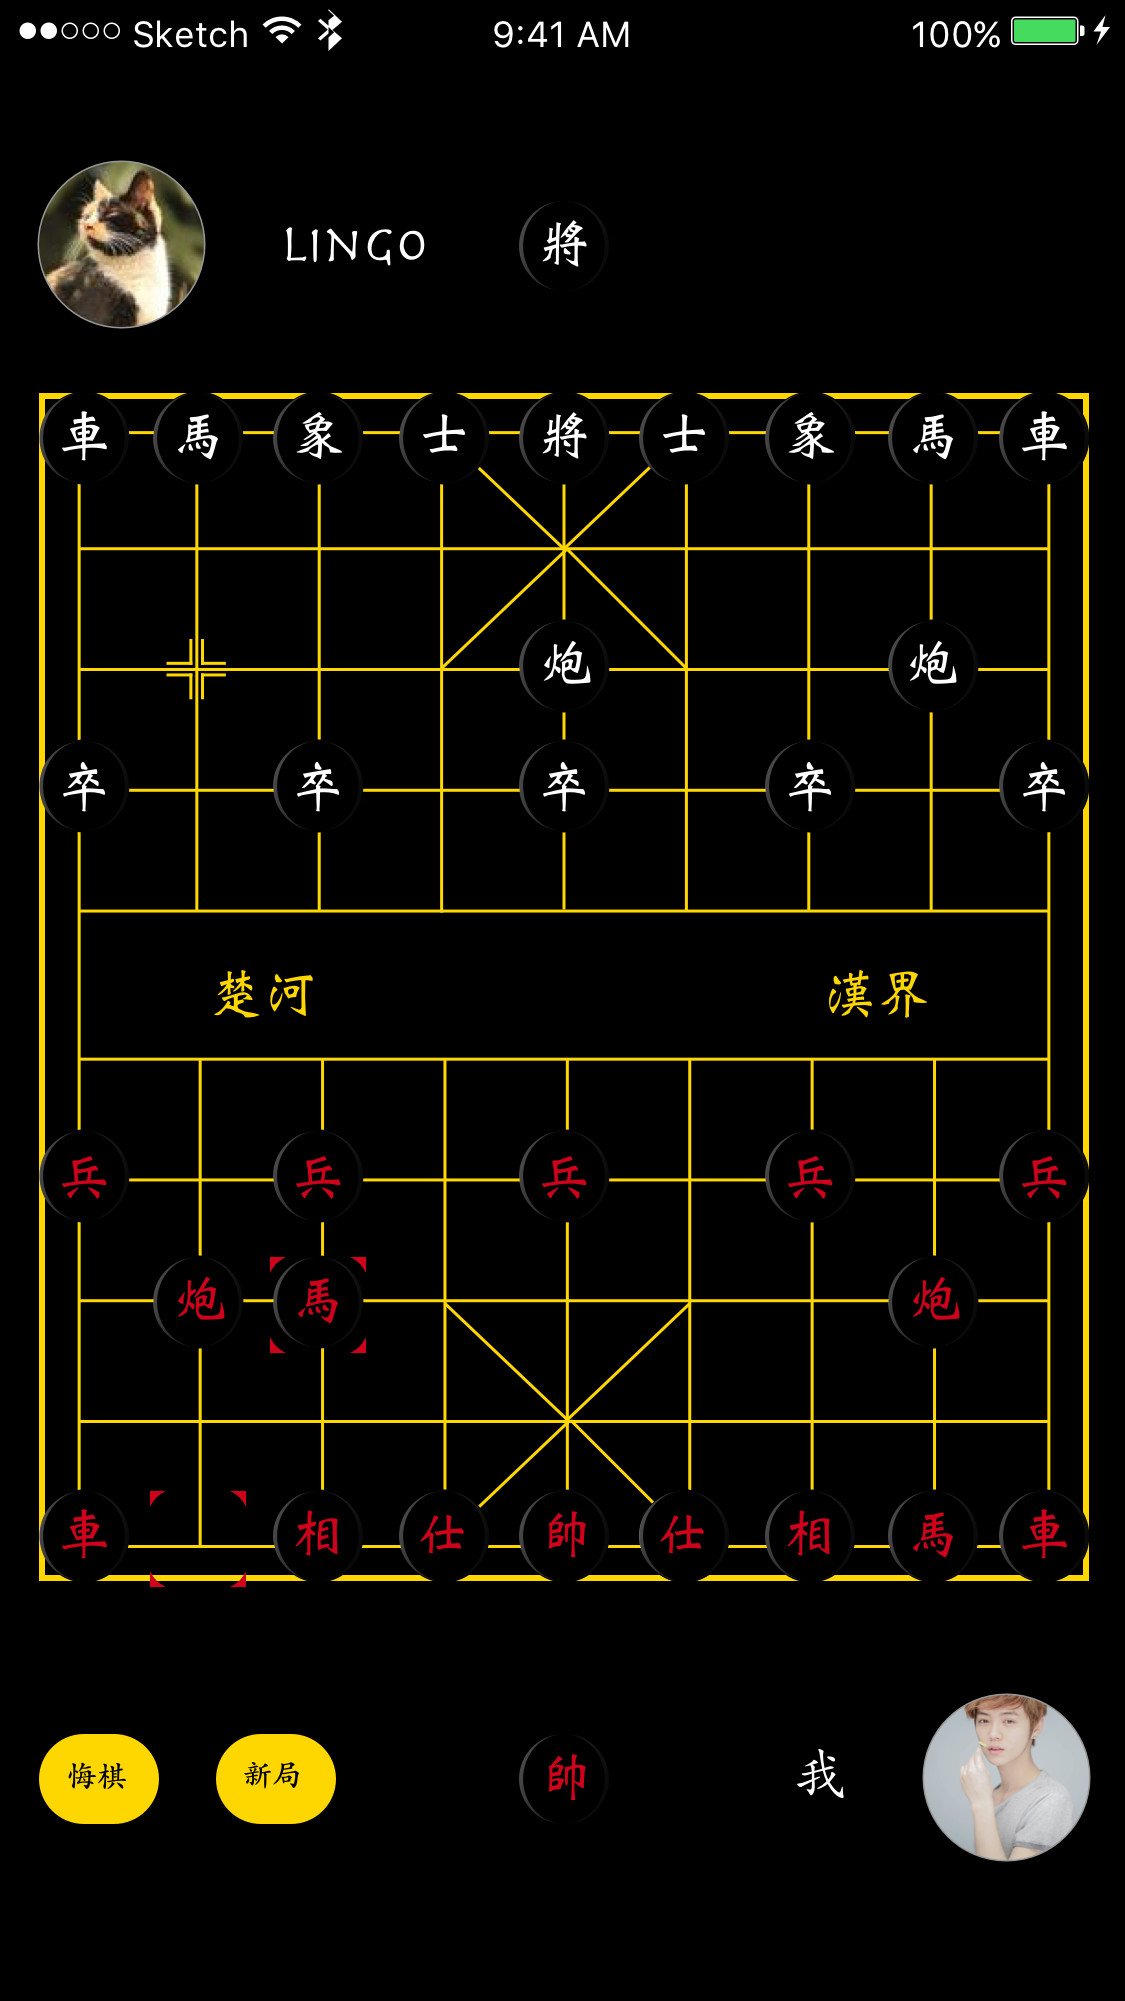 Sketch 9:41 AM 100%
LINGO 將
車 馬 象 士 將 士 象 馬 車
炮 炮
卒 卒 卒 卒 卒
楚河 漢界
兵 兵 兵 兵 兵
炮 馬 炮
車 相 仕 帥 仕 相 馬 車
悔棋 新局 帥 我